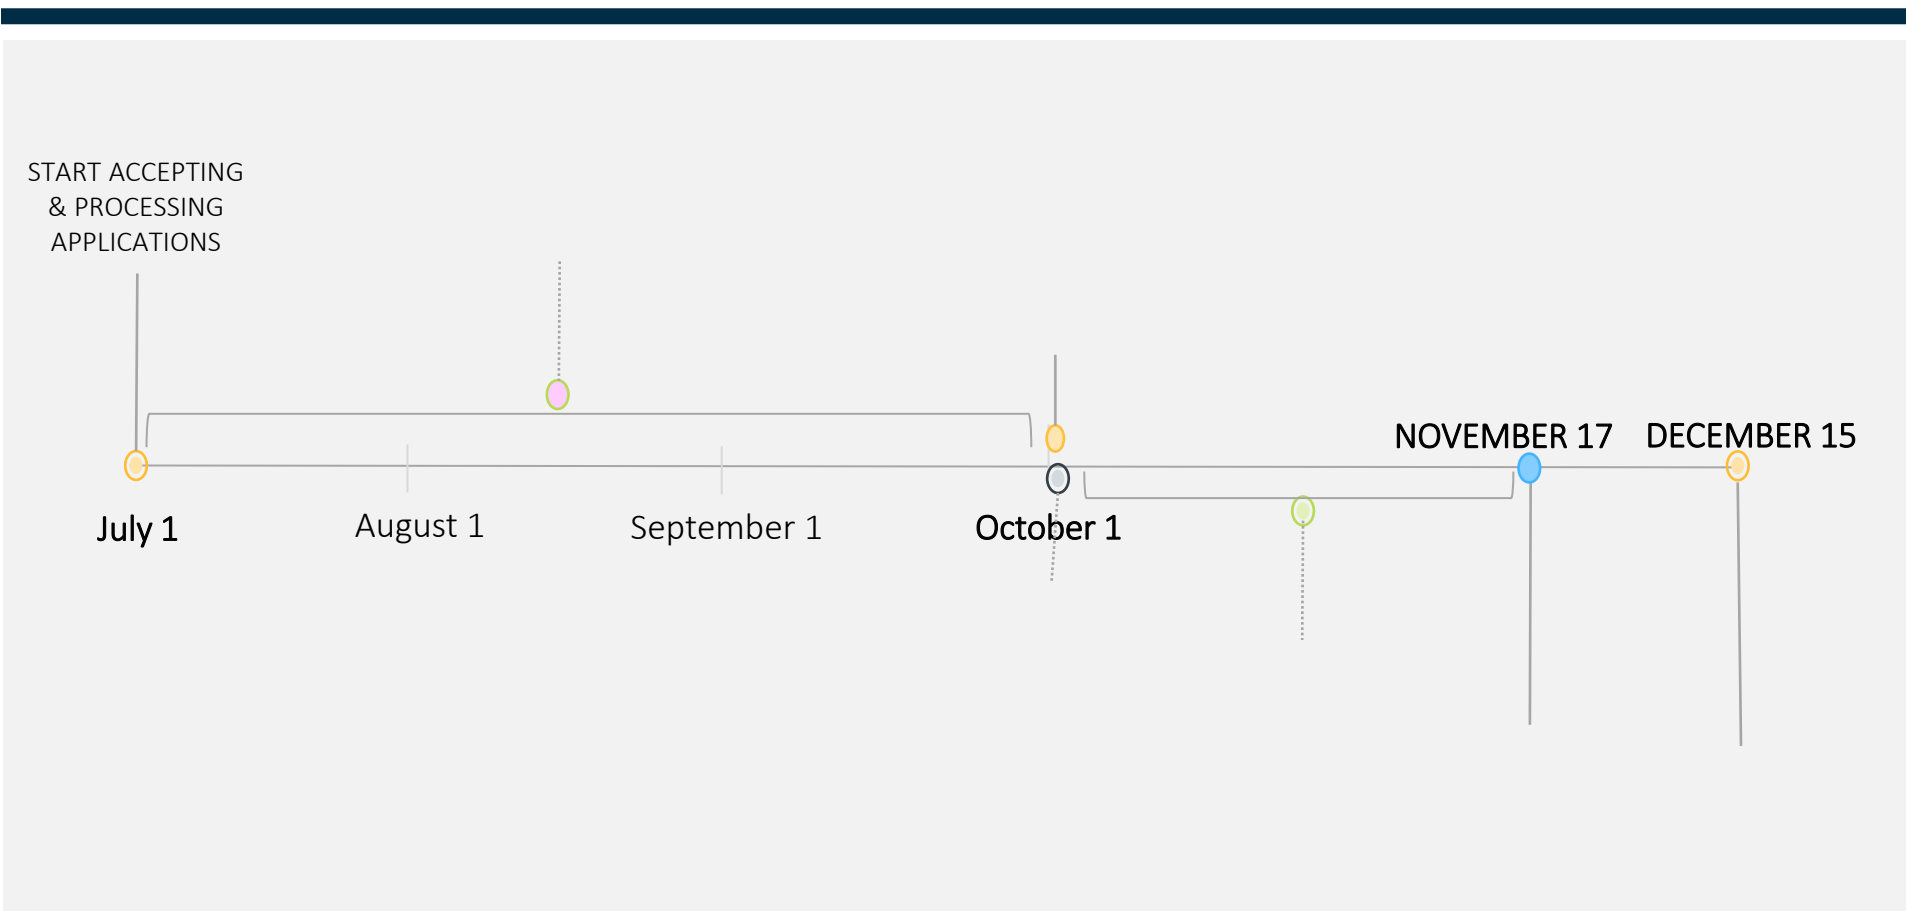 START ACCEPTING
& PROCESSING
APPLICATIONS
NOVEMBER 17
DECEMBER 15
July 1
August 1
September 1
October 1